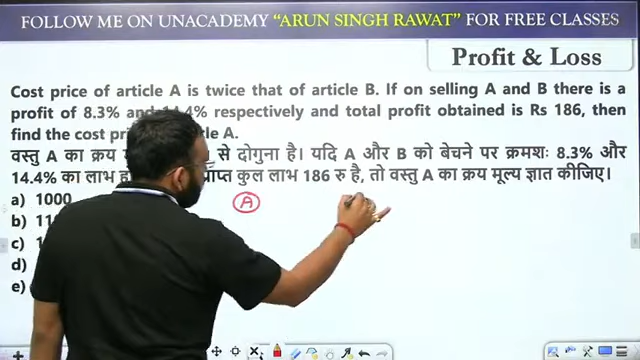 FOLLOW ME ON UNACADEMY “ARUN SINGH RAWAT” FOR FREE CLASSES
Profit & Loss
Cost price of article A is twice that of article B. If on selling A and B there is a
profit of 8.3% and 14.4% respectively and total profit obtained is Rs 186, then
find the cost A.
वस्तु A का क्रय से दोगुना है। यदि A और B को बेचने पर क्रमशः 8.3% और
14.4% का लाभ कुल लाभ 186 रु है, तो वस्तु A का क्रय मूल्य ज्ञात कीजिए।
A
a) 1000
b)
c)
d)
e)